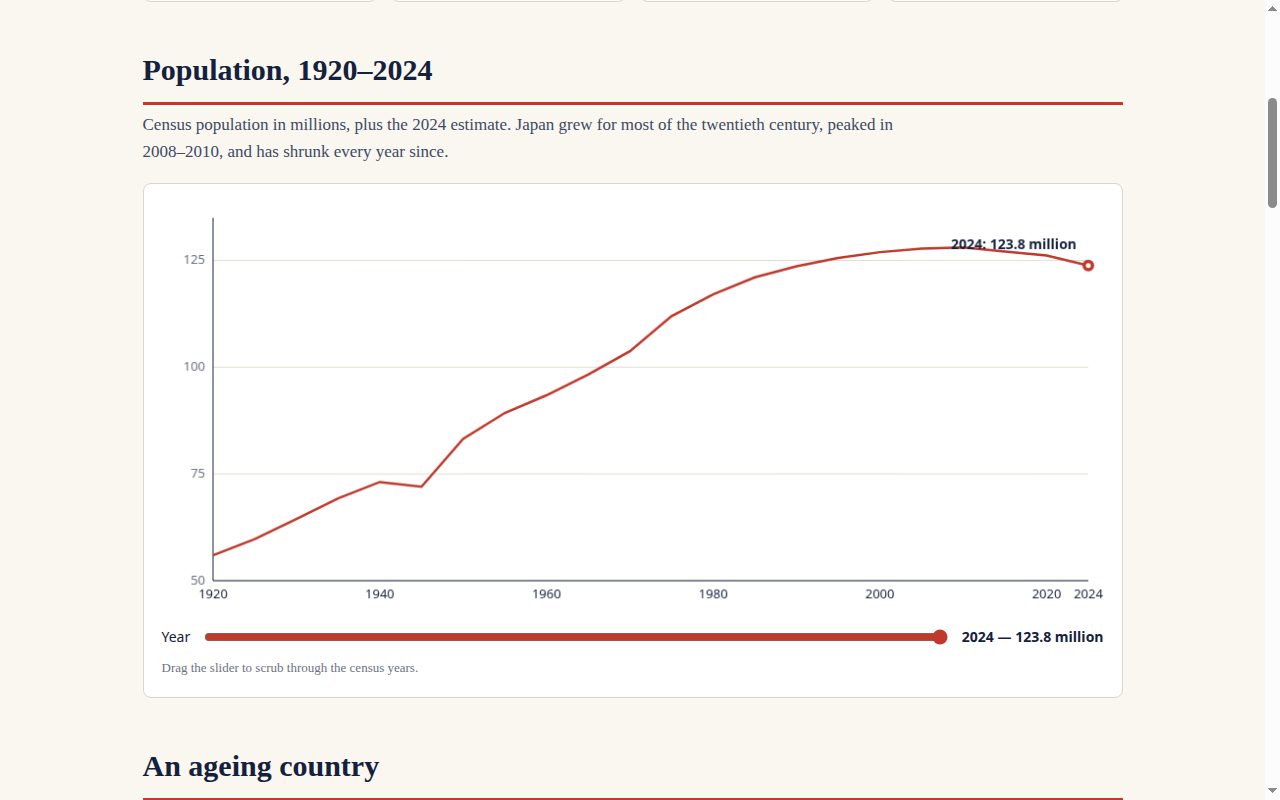 Population, 1920–2024
Census population in millions, plus the 2024 estimate. Japan grew for most of the twentieth century, peaked in
2008–2010, and has shrunk every year since.
2024: 123.8 million
125
100
75
50
1920 1940 1960 1980 2000 2020 2024
Year 2024 — 123.8 million
Drag the slider to scrub through the census years.
An ageing country